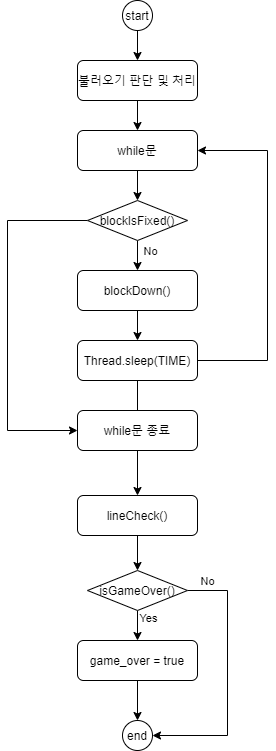 start
불러오기 판단 및 처리
while문
blockIsFixed()
No
blockDown()
Thread.sleep(TIME)
while문 종료
lineCheck()
isGameOver()
No
Yes
game_over = true
end